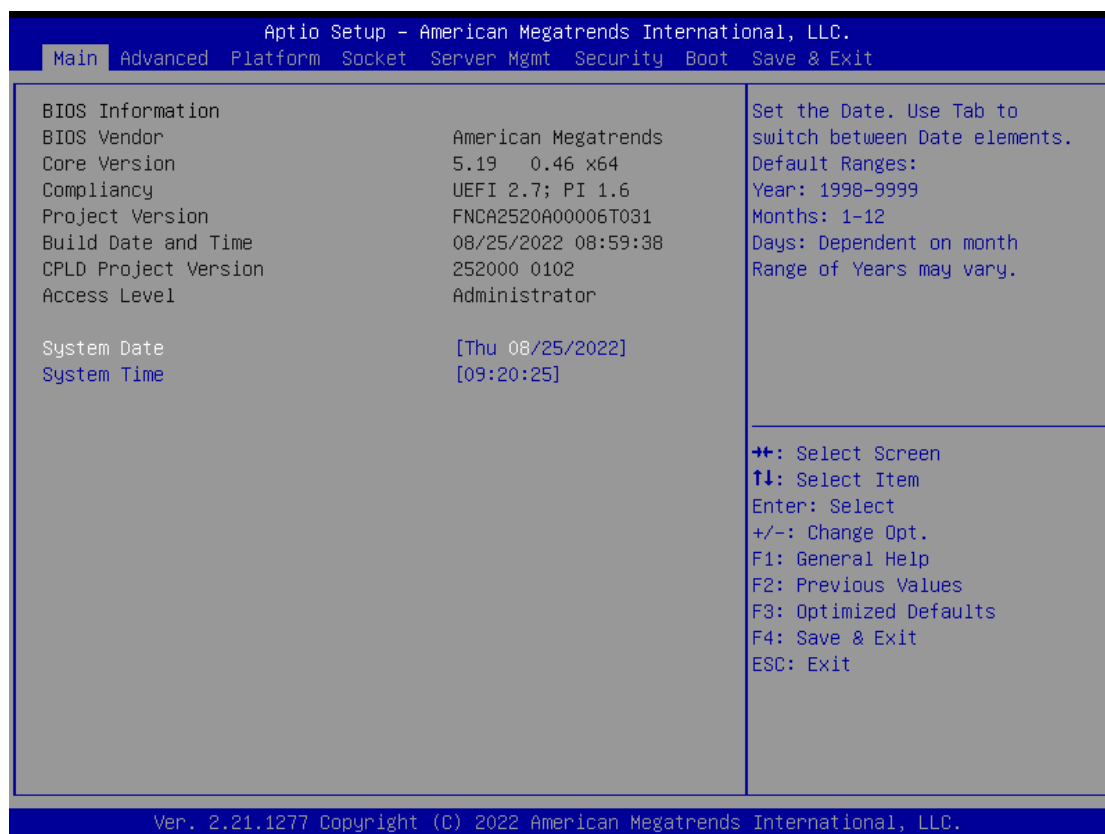 Aptio Setup – American Megatrends International, LLC.
Main Advanced Platform Socket Server Mgmt Security Boot Save & Exit
BIOS Information
BIOS Vendor American Megatrends
Core Version 5.19 0.46 x64
Compliancy UEFI 2.7; PI 1.6
Project Version FNCA2520A00006T031
Build Date and Time 08/25/2022 08:59:38
CPLD Project Version 252000 0102
Access Level Administrator
System Date [Thu 08/25/2022]
System Time [09:20:25]
Set the Date. Use Tab to
switch between Date elements.
Default Ranges:
Year: 1998-9999
Months: 1-12
Days: Dependent on month
Range of Years may vary.
→←: Select Screen
↑↓: Select Item
Enter: Select
+/-: Change Opt.
F1: General Help
F2: Previous Values
F3: Optimized Defaults
F4: Save & Exit
ESC: Exit
Ver. 2.21.1277 Copyright (C) 2022 American Megatrends International, LLC.